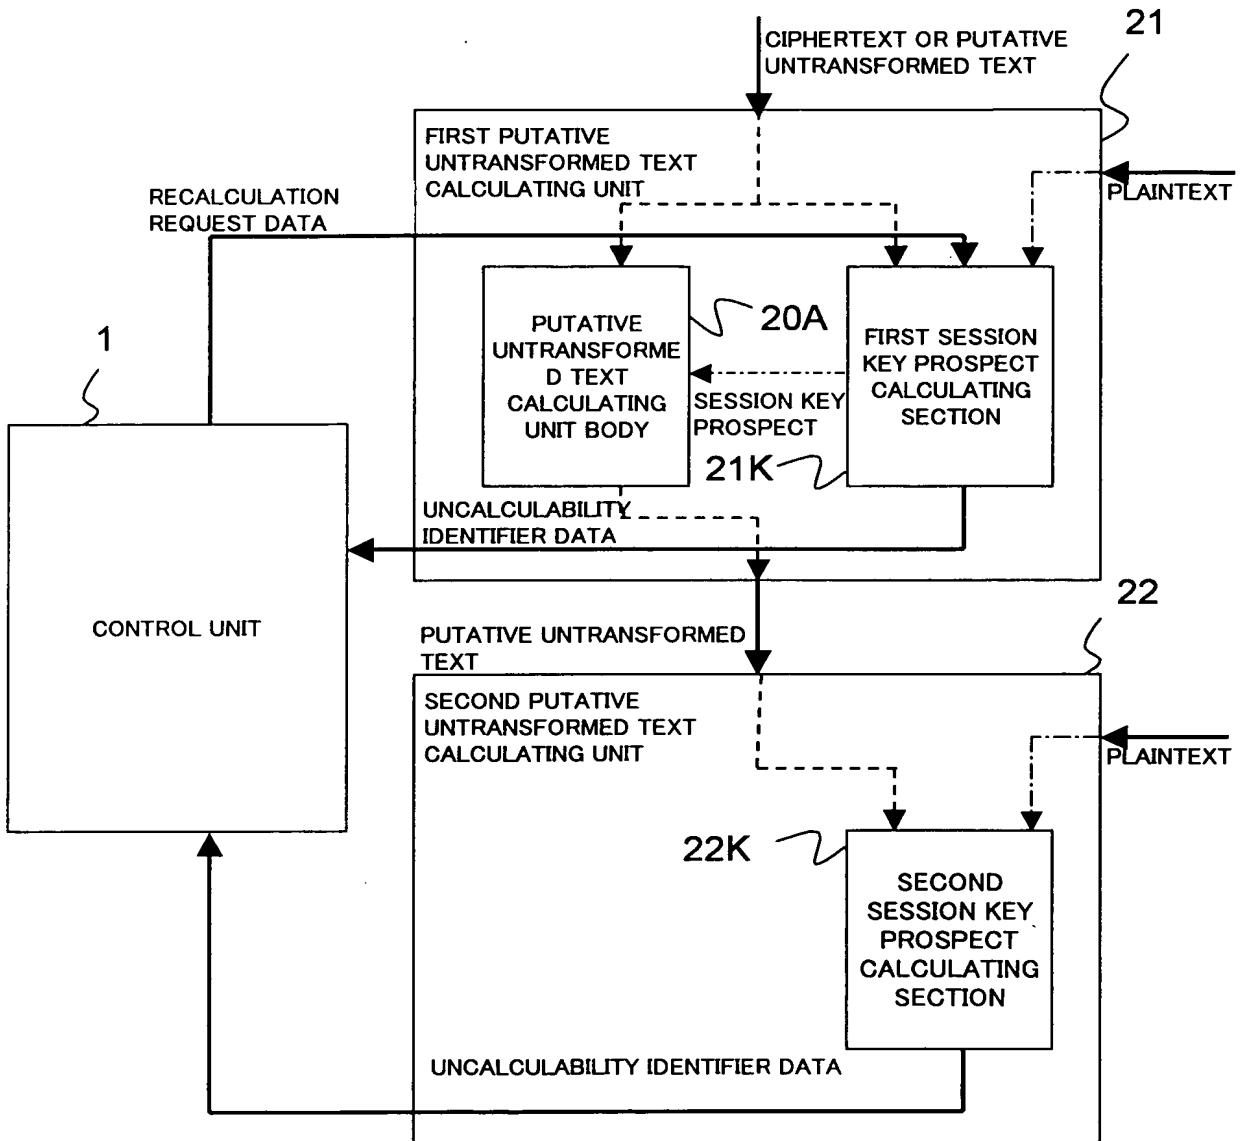 21
CIPHERTEXT OR PUTATIVE
UNTRANSFORMED TEXT
FIRST PUTATIVE
UNTRANSFORMED TEXT
CALCULATING UNIT
PLAINTEXT
RECALCULATION
REQUEST DATA
20A
PUTATIVE
UNTRANSFORME
D TEXT
CALCULATING
UNIT BODY
FIRST SESSION
KEY PROSPECT
CALCULATING
SECTION
SESSION KEY
PROSPECT
21K
1
UNCALCULABILITY
IDENTIFIER DATA
CONTROL UNIT
22
PUTATIVE UNTRANSFORMED
TEXT
SECOND PUTATIVE
UNTRANSFORMED TEXT
CALCULATING UNIT
PLAINTEXT
22K
SECOND
SESSION KEY
PROSPECT
CALCULATING
SECTION
UNCALCULABILITY IDENTIFIER DATA